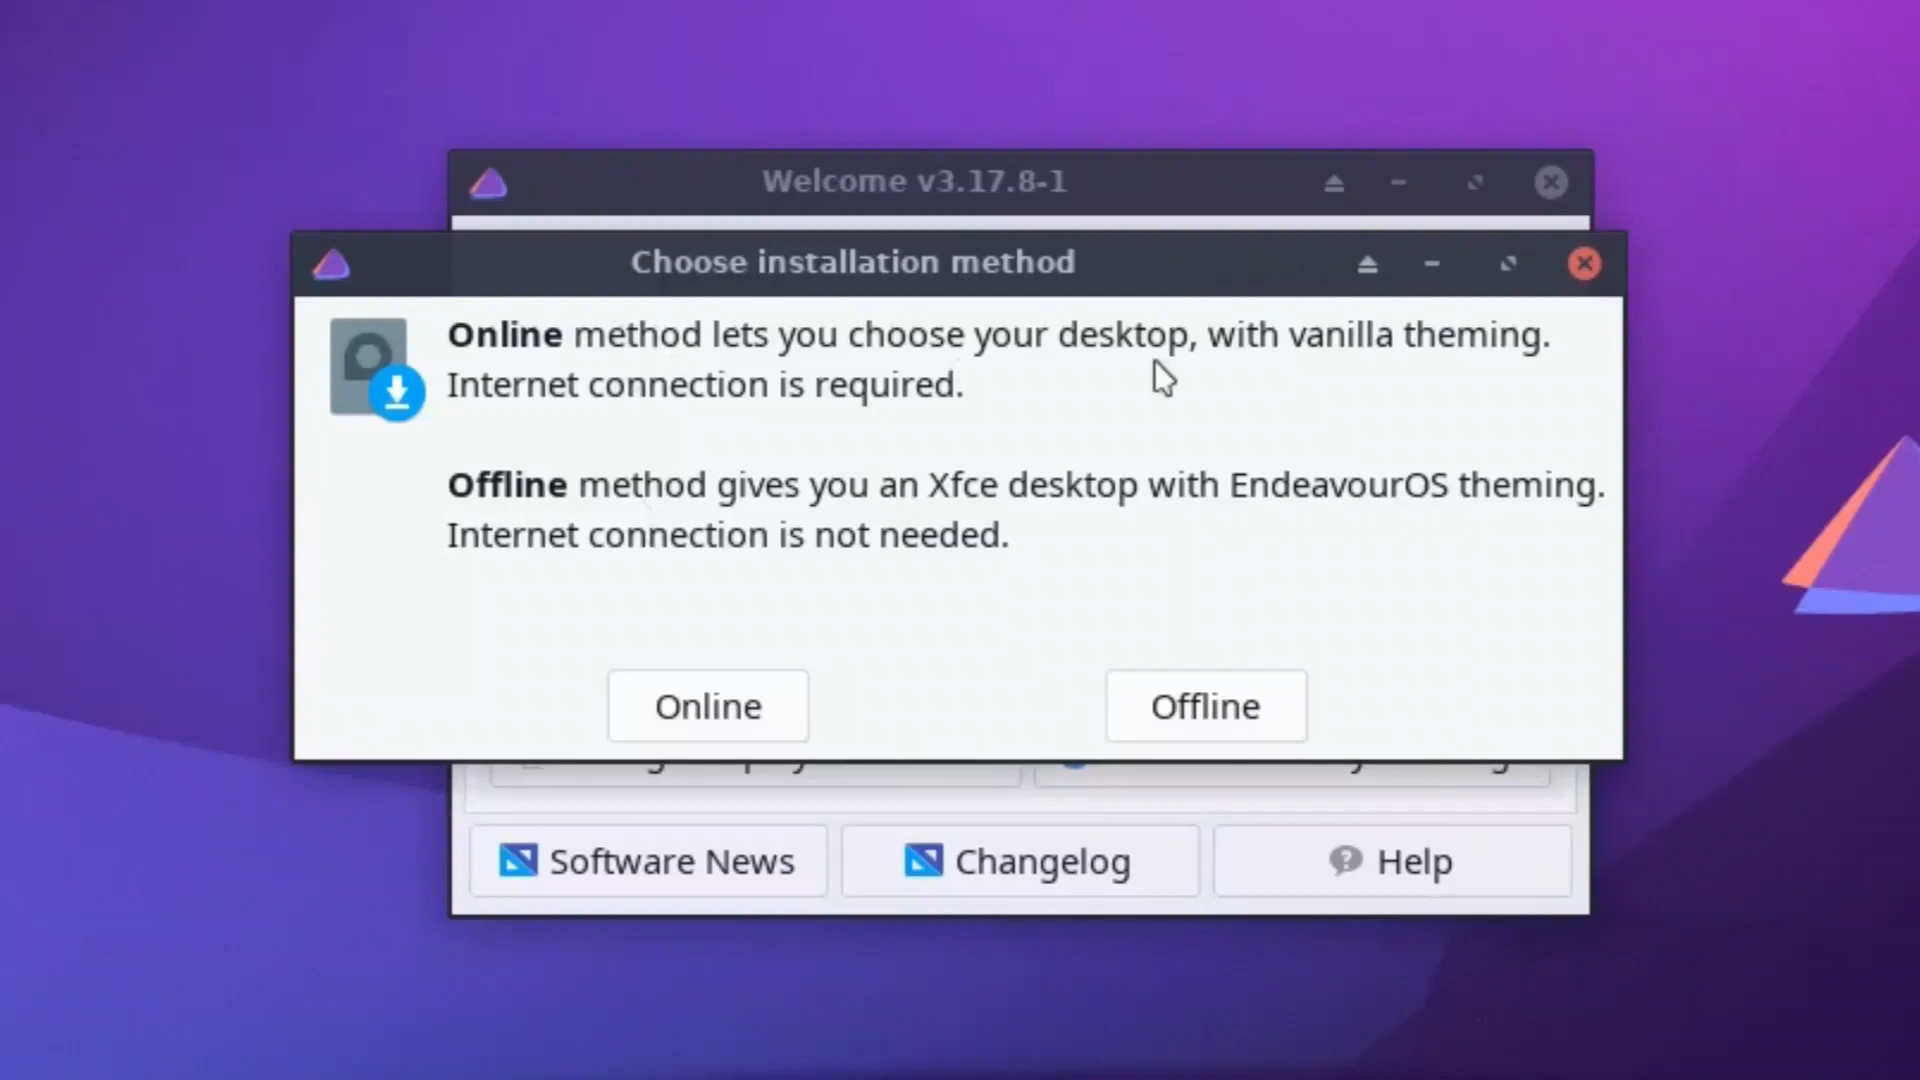 Welcome v3.17.8-1
Choose installation method
Online method lets you choose your desktop, with vanilla theming.
Internet connection is required.
Offline method gives you an Xfce desktop with EndeavourOS theming.
Internet connection is not needed.
Online
Offline
Software News
Changelog
Help